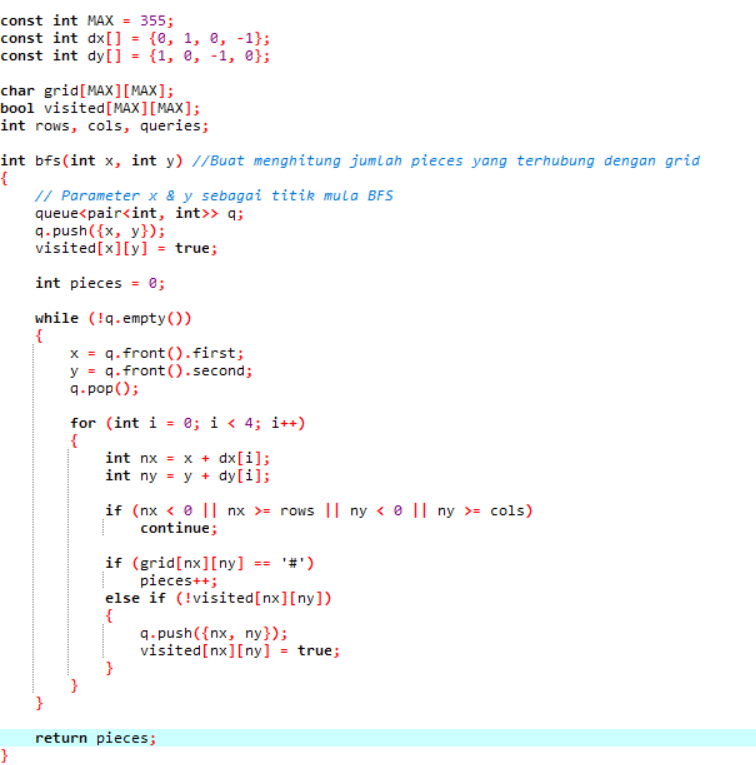 const int MAX = 355;
const int dx[] = {0, 1, 0, -1};
const int dy[] = {1, 0, -1, 0};

char grid[MAX][MAX];
bool visited[MAX][MAX];
int rows, cols, queries;

int bfs(int x, int y) //Buat menghitung jumlah pieces yang terhubung dengan grid
{
    // Parameter x & y sebagai titik mula BFS
    queue<pair<int, int>> q;
    q.push({x, y});
    visited[x][y] = true;

    int pieces = 0;

    while (!q.empty())
    {
        x = q.front().first;
        y = q.front().second;
        q.pop();

        for (int i = 0; i < 4; i++)
        {
            int nx = x + dx[i];
            int ny = y + dy[i];

            if (nx < 0 || nx >= rows || ny < 0 || ny >= cols)
                continue;

            if (grid[nx][ny] == '#')
                pieces++;
            else if (!visited[nx][ny])
            {
                q.push({nx, ny});
                visited[nx][ny] = true;
            }
        }
    }

    return pieces;
}